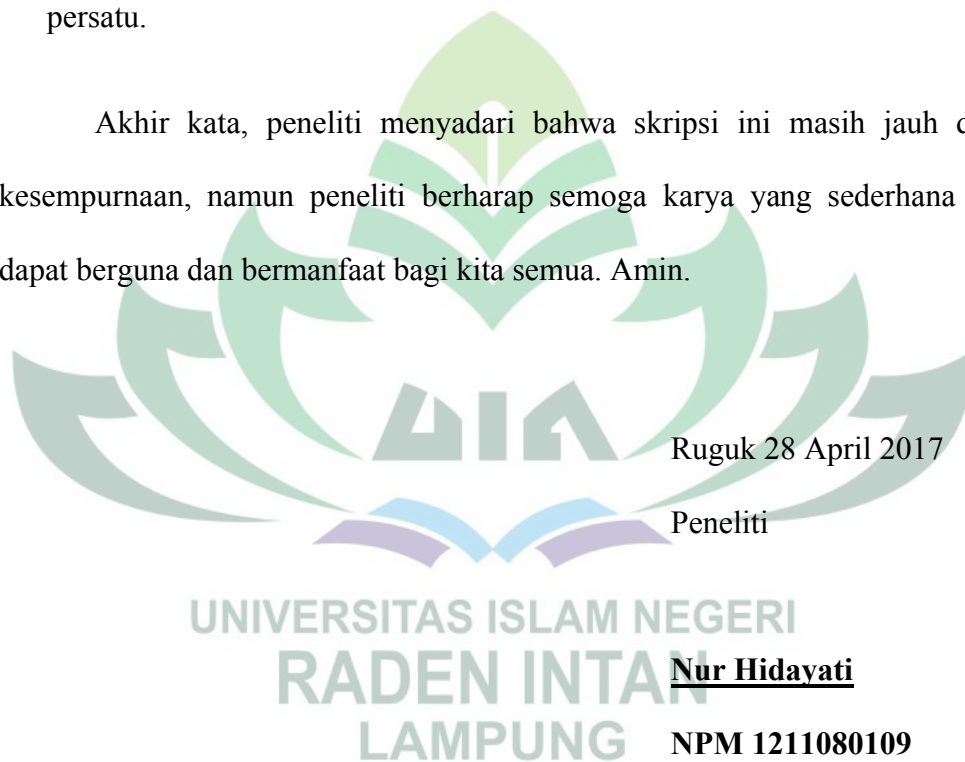 persatu.
Akhir kata, peneliti menyadari bahwa skripsi ini masih jauh
kesempurnaan, namun peneliti berharap semoga karya yang sederhana
dapat berguna dan bermanfaat bagi kita semua. Amin.
UIN
Ruguk 28 April 2017
Peneliti
UNIVERSITAS ISLAM NEGERI
RADEN INTAN
Nur Hidayati
LAMPUNG
NPM 1211080109